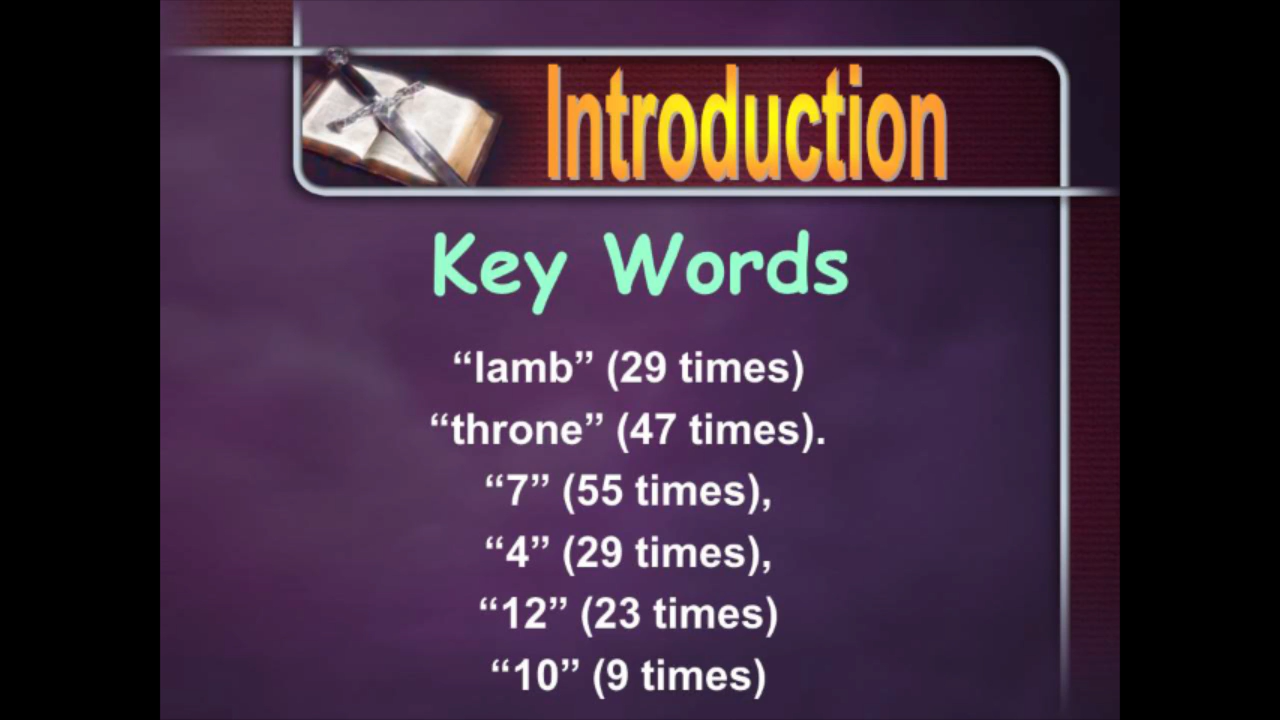 Introduction
Key Words
“lamb” (29 times)
“throne” (47 times).
“7” (55 times),
“4” (29 times),
“12” (23 times)
“10” (9 times)